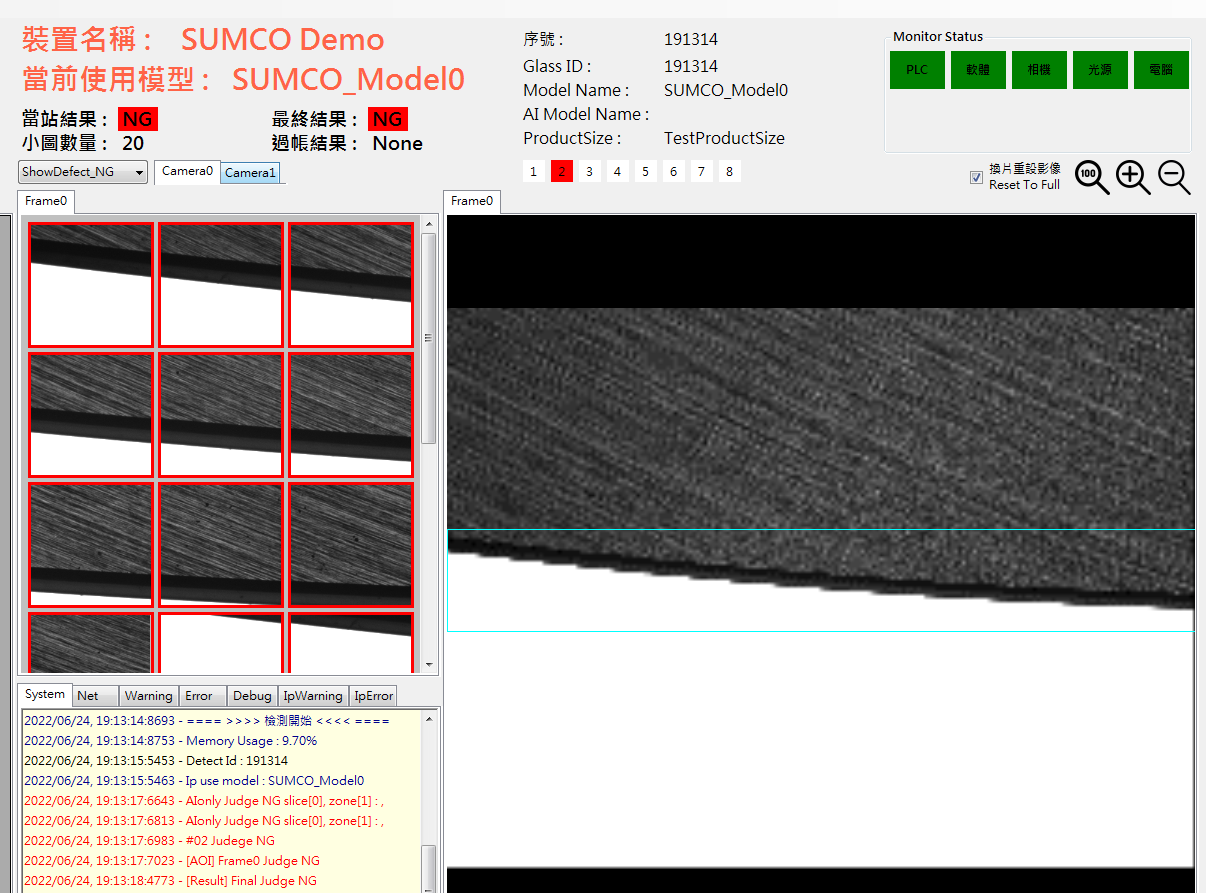 裝置名稱 : SUMCO Demo
當前使用模型 : SUMCO_Model0
當站結果 : NG
最終結果 : NG
小圖數量 : 20
過帳結果 : None
序號 : 191314
Glass ID : 191314
Model Name : SUMCO_Model0
AI Model Name :
ProductSize : TestProductSize
Monitor Status
PLC 軟體 相機 光源 電腦
ShowDefect_NG Camera0 Camera1
1 2 3 4 5 6 7 8
換片重設影像
Reset To Full
100
Frame0
Frame0
System Net Warning Error Debug IpWarning IpError
2022/06/24, 19:13:14:8693 - ==== >>>> 檢測開始 <<<< ====
2022/06/24, 19:13:14:8753 - Memory Usage : 9.70%
2022/06/24, 19:13:15:5453 - Detect Id : 191314
2022/06/24, 19:13:15:5463 - Ip use model : SUMCO_Model0
2022/06/24, 19:13:17:6643 - AIonly Judge NG slice[0], zone[1] : ,
2022/06/24, 19:13:17:6813 - AIonly Judge NG slice[0], zone[1] : ,
2022/06/24, 19:13:17:6983 - #02 Judege NG
2022/06/24, 19:13:17:7023 - [AOI] Frame0 Judge NG
2022/06/24, 19:13:18:4773 - [Result] Final Judge NG